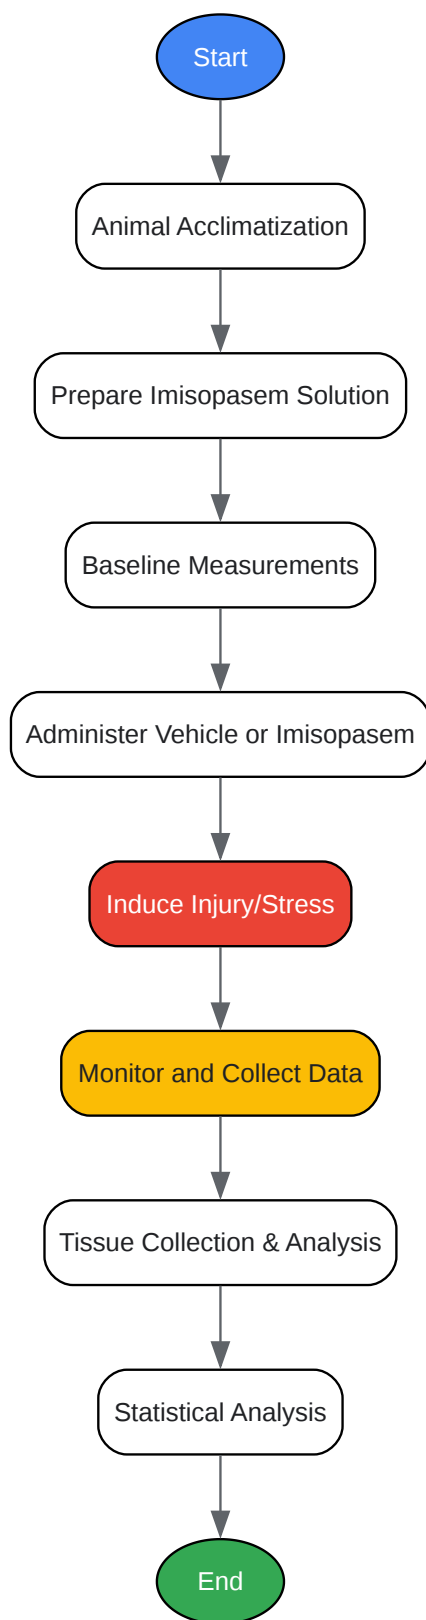 Start
Animal Acclimatization
Prepare Imisopasem Solution
Baseline Measurements
Administer Vehicle or Imisopasem
Induce Injury/Stress
Monitor and Collect Data
Tissue Collection & Analysis
Statistical Analysis
End